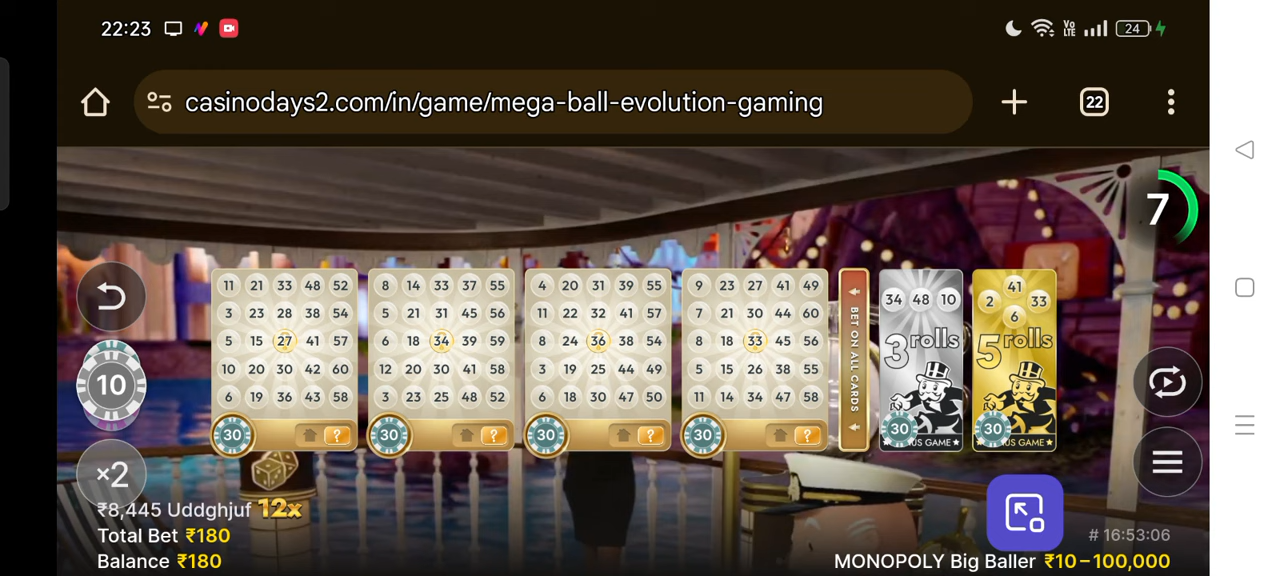 22:23 Vo LTE 24
casinodays2.com/in/game/mega-ball-evolution-gaming 22
7
11 21 33 48 52
3 23 28 38 54
5 15 27 41 57
10 20 30 42 60
6 19 36 43 58
30 ?
8 14 33 37 55
5 21 31 45 56
6 18 34 39 59
12 20 30 41 58
3 23 25 48 52
30 ?
4 20 31 39 55
11 22 32 41 57
8 24 36 38 54
3 19 25 44 49
6 18 30 47 50
30 ?
9 23 27 41 49
7 21 30 44 60
8 18 33 45 56
5 15 26 38 55
11 14 34 47 58
30 ?
BET ON ALL CARDS
34 48 10
3 rolls
30
US GAME
41
2 33
6
5 rolls
30
US GAME
10
×2
₹8,445 Uddghjuf 12x
Total Bet ₹180
Balance ₹180
# 16:53:06
MONOPOLY Big Baller ₹10–100,000